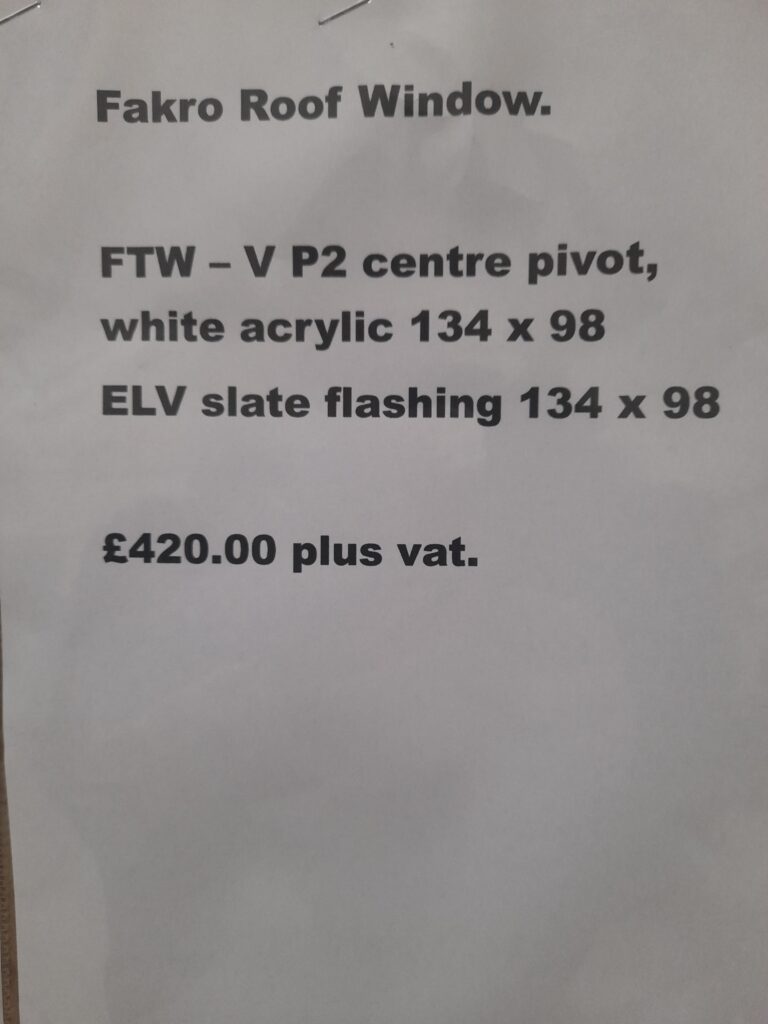 Fakro Roof Window.
FTW – V P2 centre pivot,
white acrylic 134 x 98
ELV slate flashing 134 x 98
£420.00 plus vat.